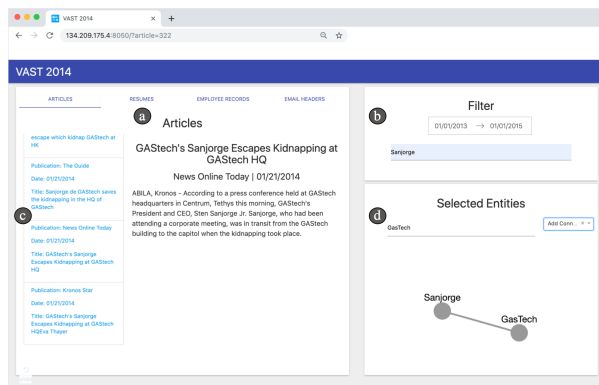 VAST 2014
134.209.175.4:8050/?article=322
VAST 2014
ARTICLES
RESUMES
EMPLOYEE RECORDS
EMAIL HEADERS
a
Articles
c
escape which kidnap GAStech at
HK
Publication: The Guide
Date: 01/21/2014
Title: Sanjorge de GAStech saves
the kidnapping in the HQ of
GAStech
Publication: News Online Today
Date: 01/21/2014
Title: GAStech's Sanjorge
Escapes Kidnapping at GAStech
HQ
Publication: Kronos Star
Date: 01/21/2014
Title: GAStech's Sanjorge
Escapes Kidnapping at GAStech
HQEva Thayer
GAStech's Sanjorge Escapes Kidnapping at
GAStech HQ
News Online Today | 01/21/2014
ABILA, Kronos - According to a press conference held at GAStech
headquarters in Centrum, Tethys this morning, GAStech's
President and CEO, Sten Sanjorge Jr. Sanjorge, who had been
attending a corporate meeting, was in transit from the GAStech
building to the capitol when the kidnapping took place.
b
Filter
01/01/2013 → 01/01/2015
Sanjorge
d
Selected Entities
GasTech
Add Conn...
Sanjorge
GasTech